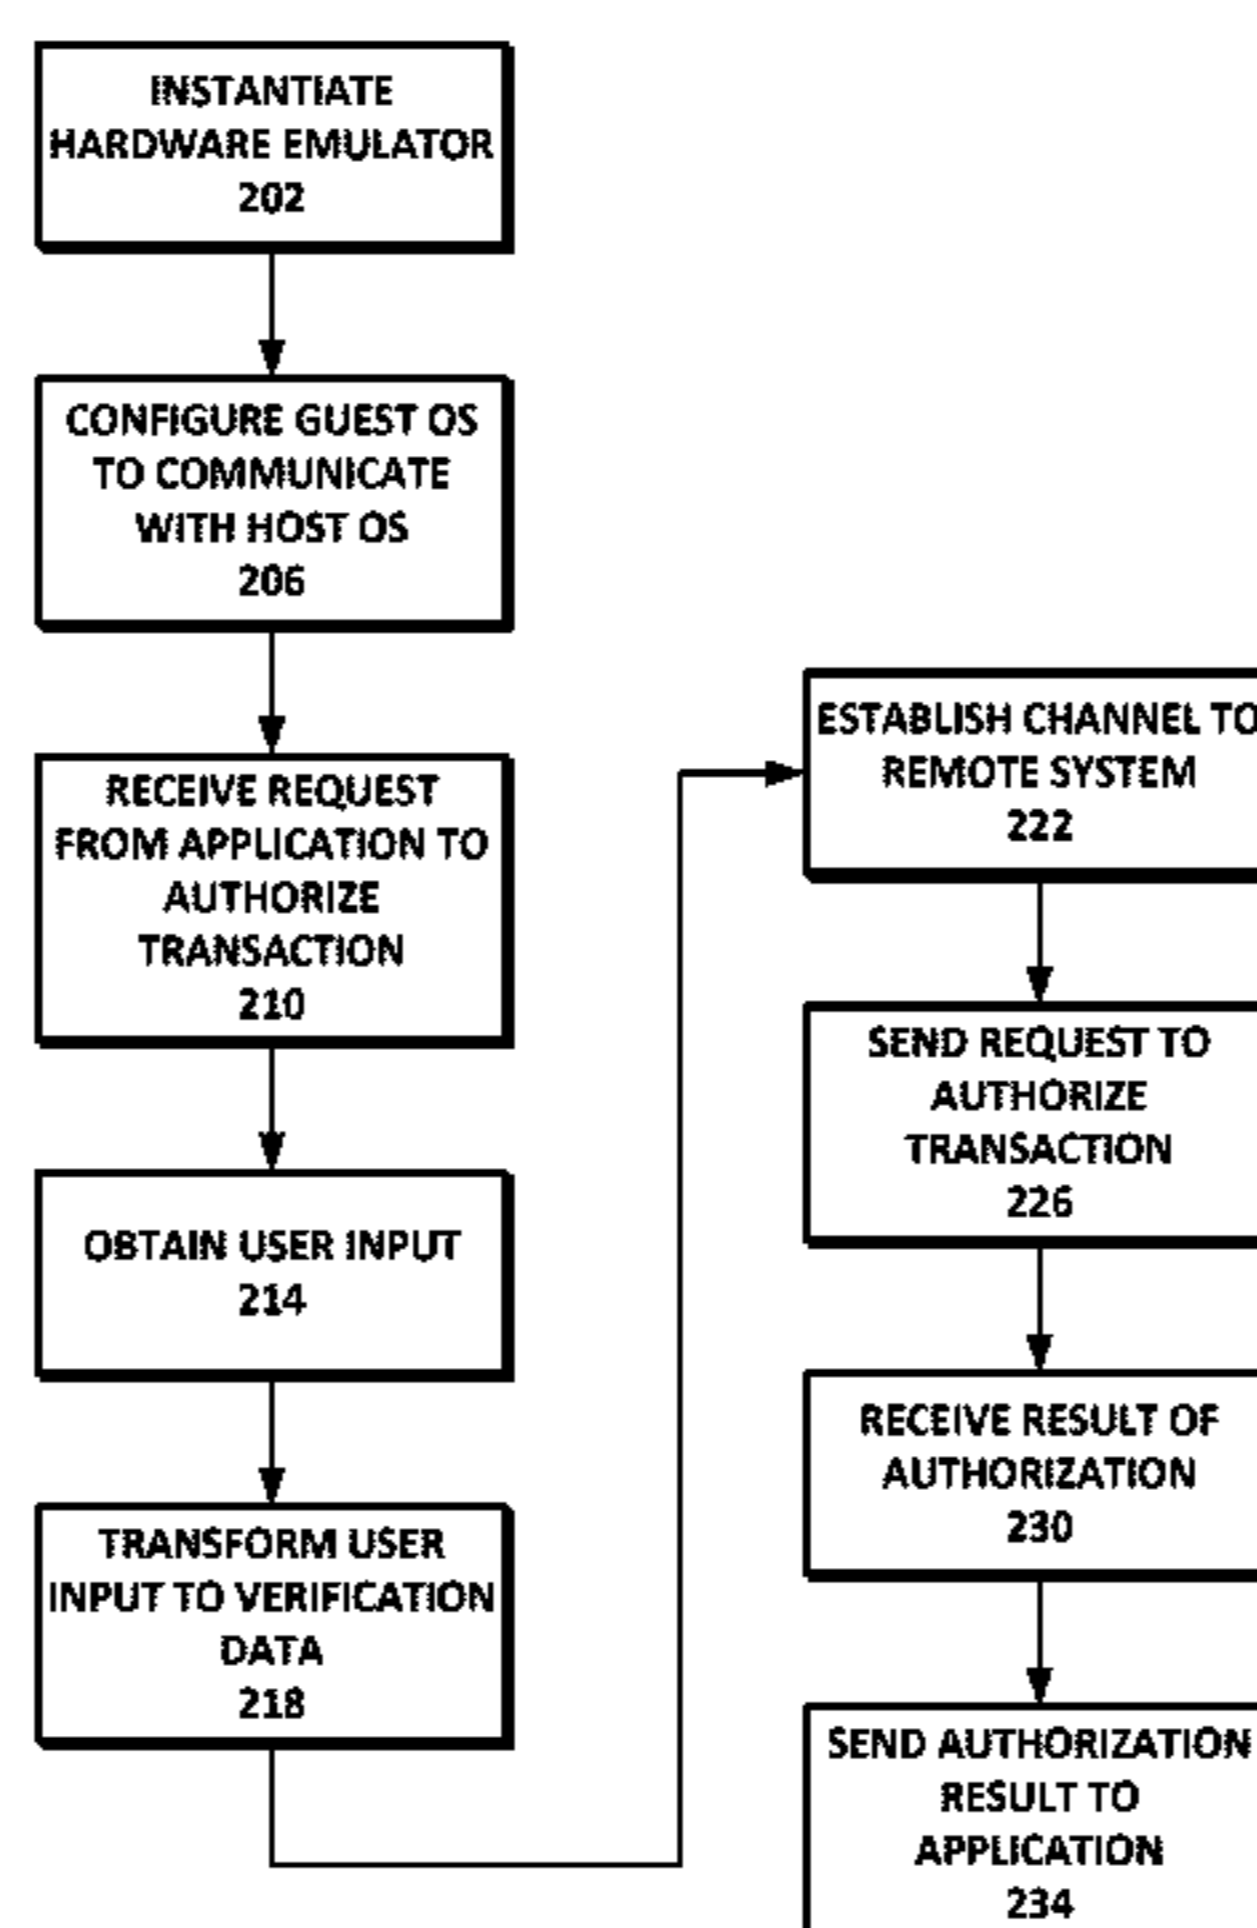 INSTANTIATE
HARDWARE EMULATOR
202
CONFIGURE GUEST OS
TO COMMUNICATE
WITH HOST OS
206
RECEIVE REQUEST
FROM APPLICATION TO
AUTHORIZE
TRANSACTION
210
OBTAIN USER INPUT
214
TRANSFORM USER
INPUT TO VERIFICATION
DATA
218
ESTABLISH CHANNEL TO
REMOTE SYSTEM
222
SEND REQUEST TO
AUTHORIZE
TRANSACTION
226
RECEIVE RESULT OF
AUTHORIZATION
230
SEND AUTHORIZATION
RESULT TO
APPLICATION
234